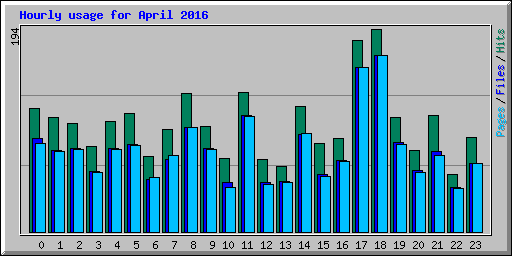 Hourly usage for April 2016
194
Pages/Files/Hits
0 1 2 3 4 5 6 7 8 9 10 11 12 13 14 15 16 17 18 19 20 21 22 23